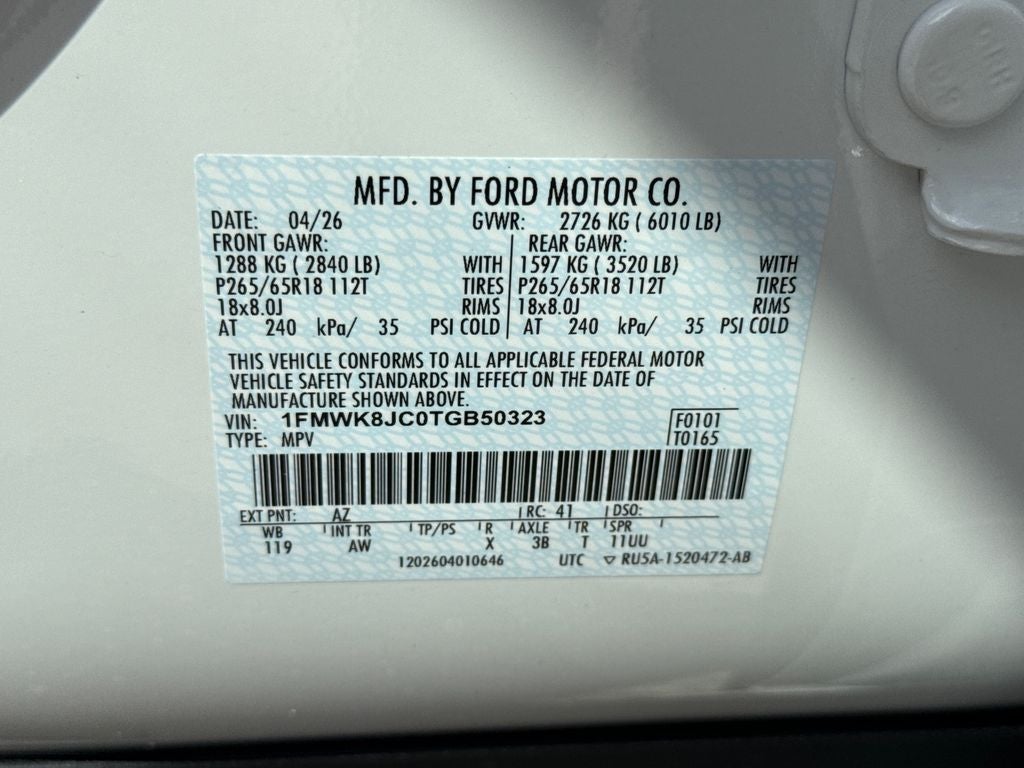 MFD. BY FORD MOTOR CO.
DATE: 04/26 GVWR: 2726 KG ( 6010 LB)
FRONT GAWR: REAR GAWR:
1288 KG ( 2840 LB) WITH 1597 KG ( 3520 LB) WITH
P265/65R18 112T TIRES P265/65R18 112T TIRES
18x8.0J RIMS 18x8.0J RIMS
AT 240 kPa/ 35 PSI COLD AT 240 kPa/ 35 PSI COLD
THIS VEHICLE CONFORMS TO ALL APPLICABLE FEDERAL MOTOR
VEHICLE SAFETY STANDARDS IN EFFECT ON THE DATE OF
MANUFACTURE SHOWN ABOVE.
VIN: 1FMWK8JC0TGB50323 F0101
TYPE: MPV T0165
EXT PNT: AZ RC: 41 DSO:
WB INT TR TP/PS R AXLE TR SPR
119 AW X 3B T 11UU
1202604010646 UTC ▽ RU5A-1520472-AB